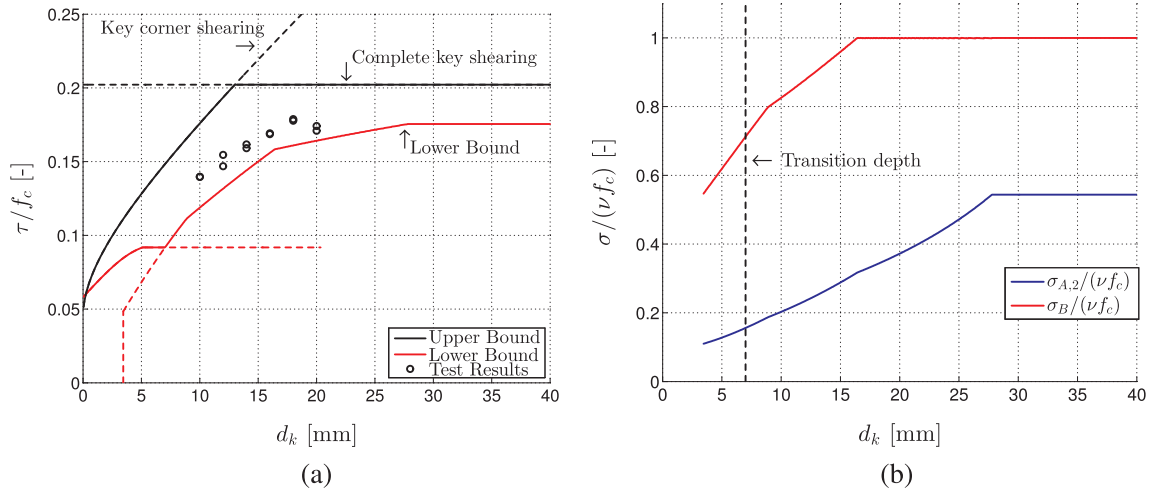 0.25
0.2
0.15
0.1
0.05
0
0 5 10 15 20 25 30 35 40
τ/f_c [-]
d_k [mm]
Key corner shearing
→
Complete key shearing
↓
↑
Lower Bound
Upper Bound
Lower Bound
Test Results
(a)
1
0.8
0.6
0.4
0.2
0
0 5 10 15 20 25 30 35 40
σ/(νf_c) [-]
d_k [mm]
← Transition depth
σ_{A,2}/(νf_c)
σ_B/(νf_c)
(b)